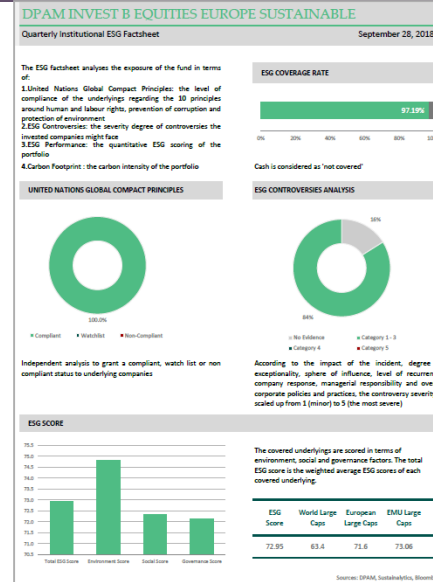 DPAM INVEST B EQUITIES EUROPE SUSTAINABLE
Quarterly Institutional ESG Factsheet
September 28, 2018
The ESG factsheet analyses the exposure of the fund in terms
of:
1.United Nations Global Compact Principles: the level of
compliance of the underlyings regarding the 10 principles
around human and labour rights, prevention of corruption and
protection of environment
2.ESG Controversies: the severity degree of controversies the
invested companies might face
3.ESG Performance: the quantitative ESG scoring of the
portfolio
4.Carbon Footprint : the carbon intensity of the portfolio
ESG COVERAGE RATE
97.19%
0% 20% 40% 60% 80% 10
Cash is considered as 'not covered'
UNITED NATIONS GLOBAL COMPACT PRINCIPLES
100.0%
Compliant Watchlist Non-Compliant
Independent analysis to grant a compliant, watch list or non
compliant status to underlying companies
ESG CONTROVERSIES ANALYSIS
16%
84%
No Evidence Category 1 - 3
Category 4 Category 5
According to the impact of the incident, degree
exceptionality, sphere of influence, level of recurren
company response, managerial responsibility and ove
corporate policies and practices, the controversy severit
scaled up from 1 (minor) to 5 (the most severe)
ESG SCORE
75.5
75.0
74.5
74.0
73.5
73.0
72.5
72.0
71.5
71.0
70.5
Total ESG Score Environment Score Social Score Governance Score
The covered underlyings are scored in terms of
environment, social and governance factors. The total
ESG score is the weighted average ESG scores of each
covered underlying.
ESG Score World Large Caps European Large Caps EMU Large Caps
72.95 63.4 71.6 73.06
Sources: DPAM, Sustainalytics, Bloomb